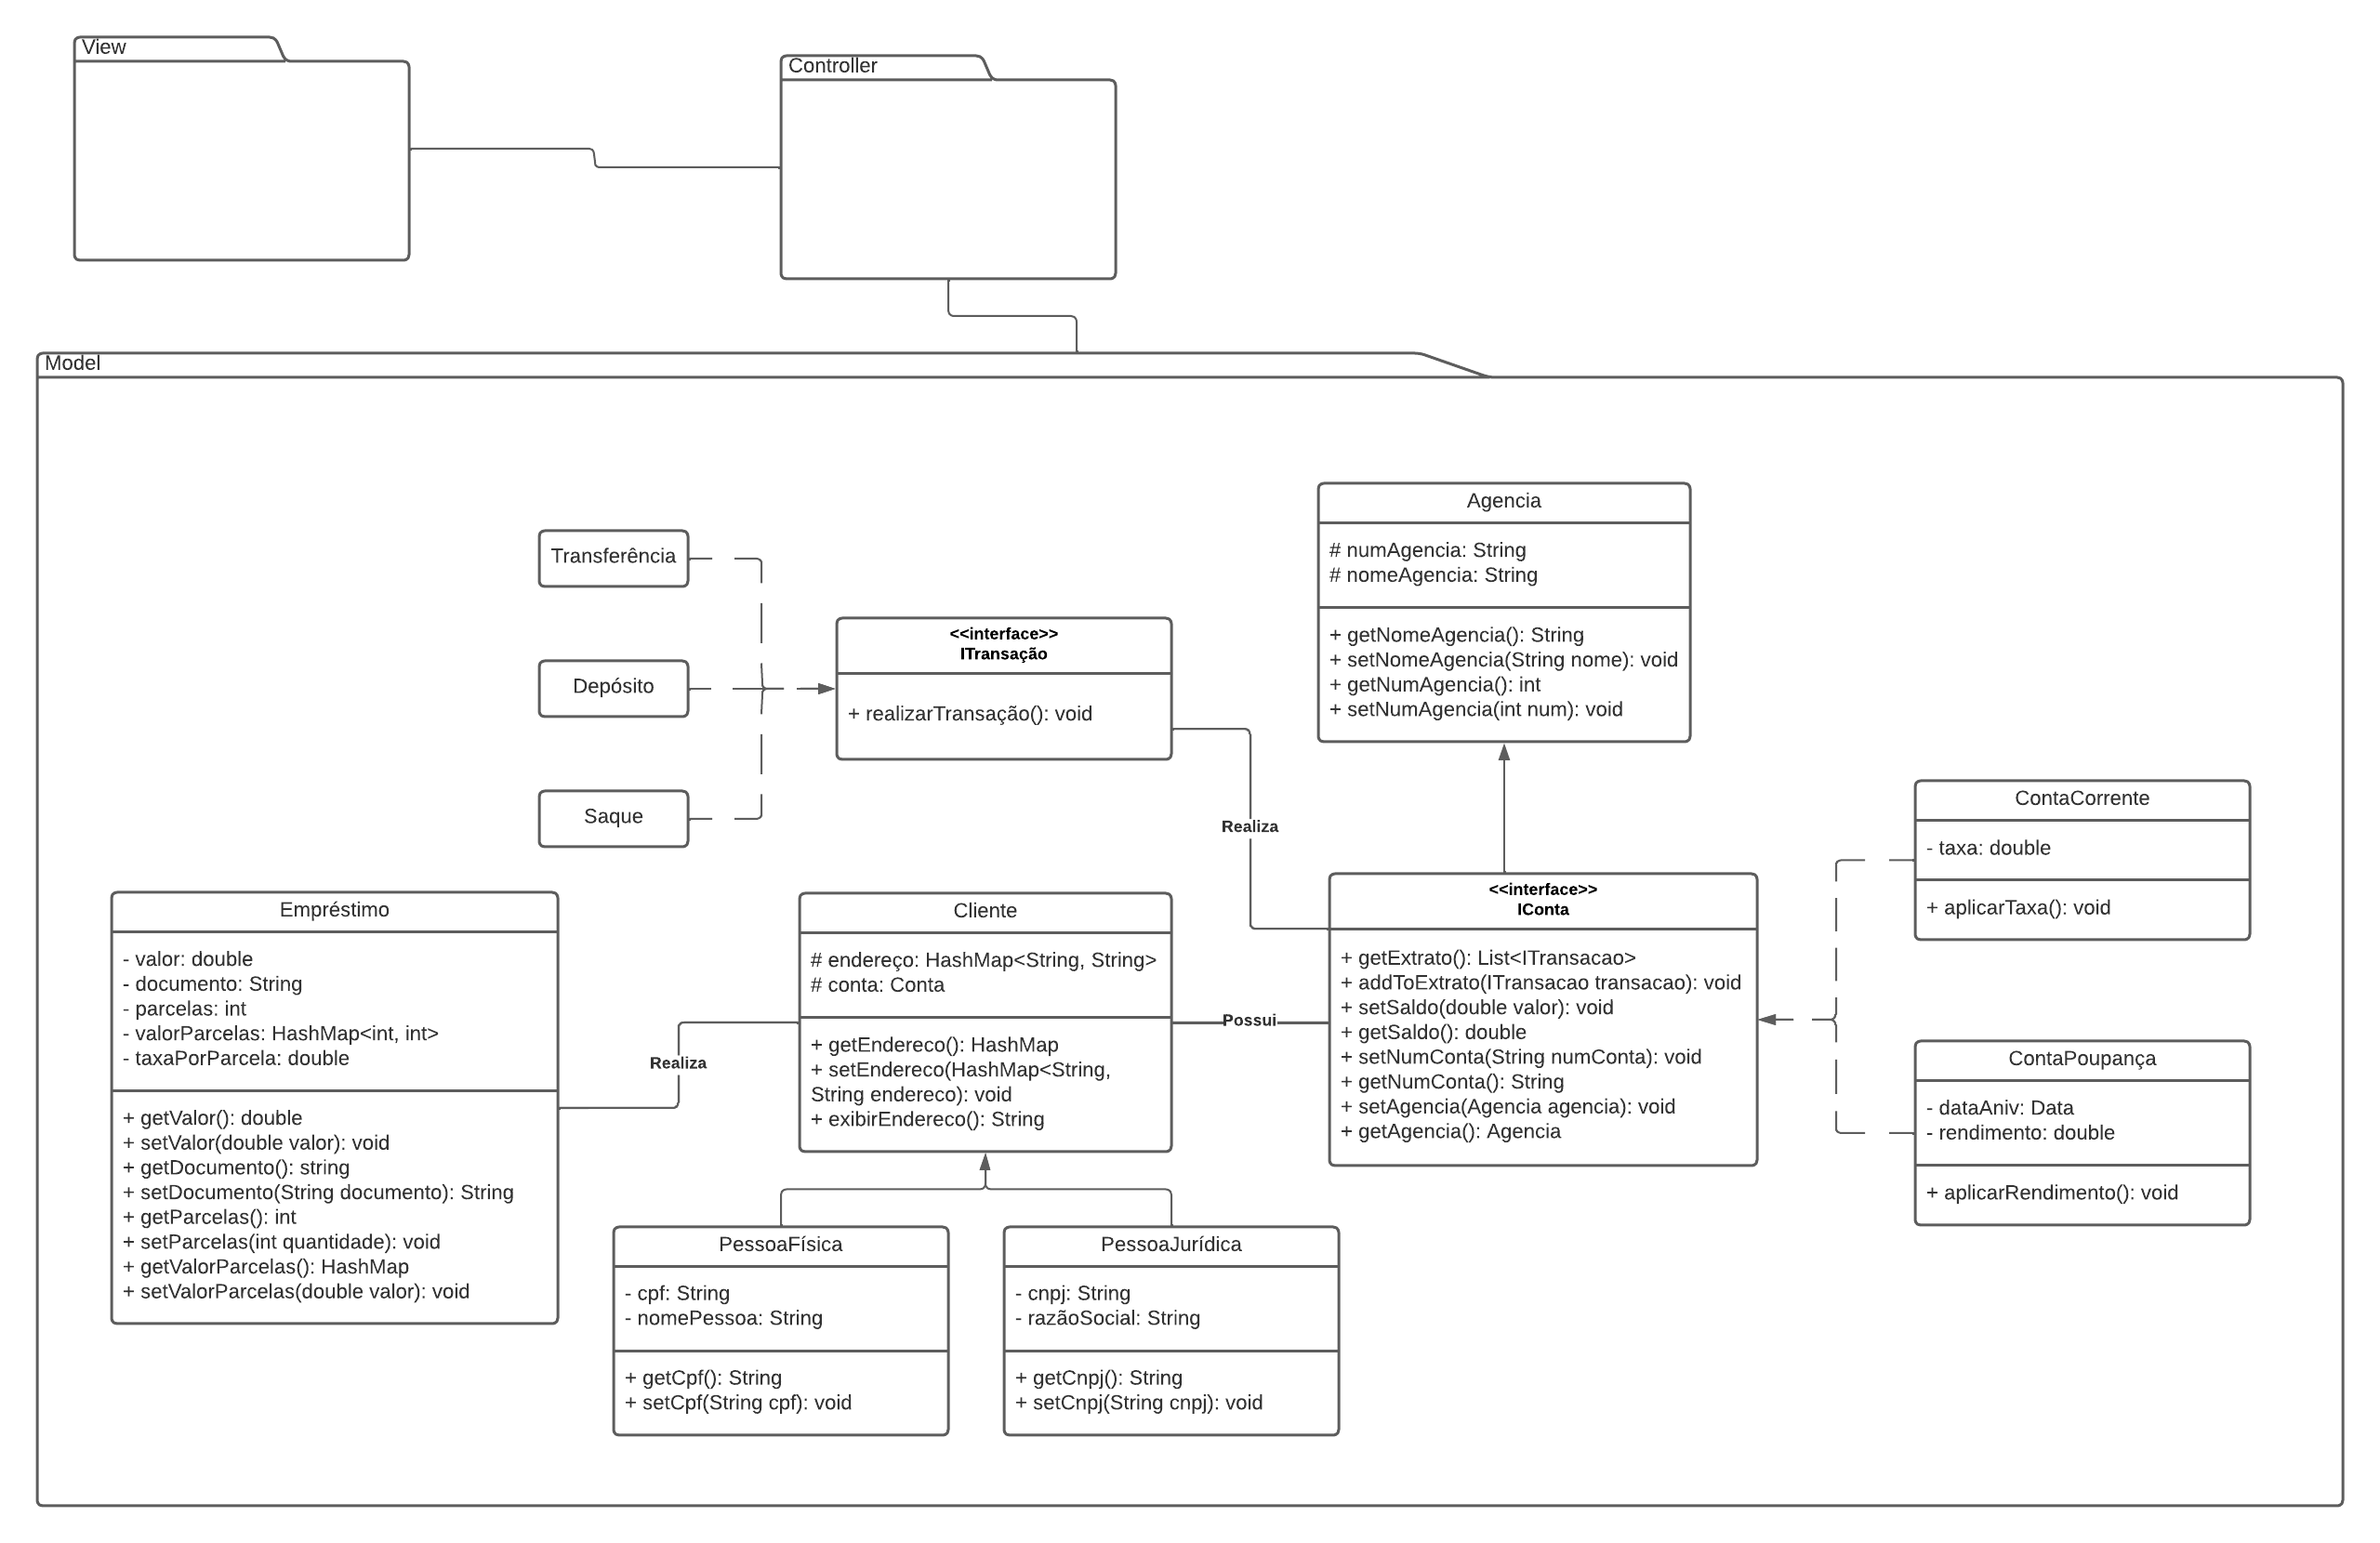 View
Controller
Model
Transferência
Depósito
Saque
<<interface>>
ITransação
+ realizarTransação(): void
Agencia
# numAgencia: String
# nomeAgencia: String
+ getNomeAgencia(): String
+ setNomeAgencia(String nome): void
+ getNumAgencia(): int
+ setNumAgencia(int num): void
Realiza
ContaCorrente
- taxa: double
+ aplicarTaxa(): void
Empréstimo
- valor: double
- documento: String
- parcelas: int
- valorParcelas: HashMap<int, int>
- taxaPorParcela: double
+ getValor(): double
+ setValor(double valor): void
+ getDocumento(): string
+ setDocumento(String documento): String
+ getParcelas(): int
+ setParcelas(int quantidade): void
+ getValorParcelas(): HashMap
+ setValorParcelas(double valor): void
Realiza
Cliente
# endereço: HashMap<String, String>
# conta: Conta
+ getEndereco(): HashMap
+ setEndereco(HashMap<String,
String endereco): void
+ exibirEndereco(): String
Possui
<<interface>>
IConta
+ getExtrato(): List<ITransacao>
+ addToExtrato(ITransacao transacao): void
+ setSaldo(double valor): void
+ getSaldo(): double
+ setNumConta(String numConta): void
+ getNumConta(): String
+ setAgencia(Agencia agencia): void
+ getAgencia(): Agencia
ContaPoupança
- dataAniv: Data
- rendimento: double
+ aplicarRendimento(): void
PessoaFísica
- cpf: String
- nomePessoa: String
+ getCpf(): String
+ setCpf(String cpf): void
PessoaJurídica
- cnpj: String
- razãoSocial: String
+ getCnpj(): String
+ setCnpj(String cnpj): void